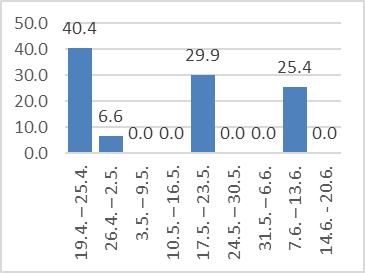 50.0
40.0
30.0
20.0
10.0
0.0
40.4
6.6
0.0
0.0
29.9
0.0
0.0
25.4
0.0
19.4. – 25.4.
26.4. – 2.5.
3.5. – 9.5.
10.5. – 16.5.
17.5. – 23.5.
24.5. – 30.5.
31.5. – 6.6.
7.6. – 13.6.
14.6. - 20.6.